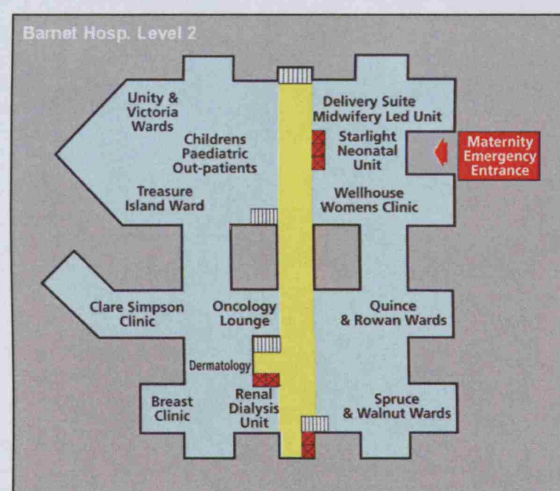 Barnet Hosp. Level 2
Unity &
Victoria
Wards
Delivery Suite
Midwifery Led Unit
Childrens
Paediatric
Out-patients
Starlight
Neonatal
Unit
Maternity
Emergency
Entrance
Treasure
Island Ward
Wellhouse
Womens Clinic
Clare Simpson
Clinic
Oncology
Lounge
Quince
& Rowan Wards
Dermatology
Breast
Clinic
Renal
Dialysis
Unit
Spruce
& Walnut Wards